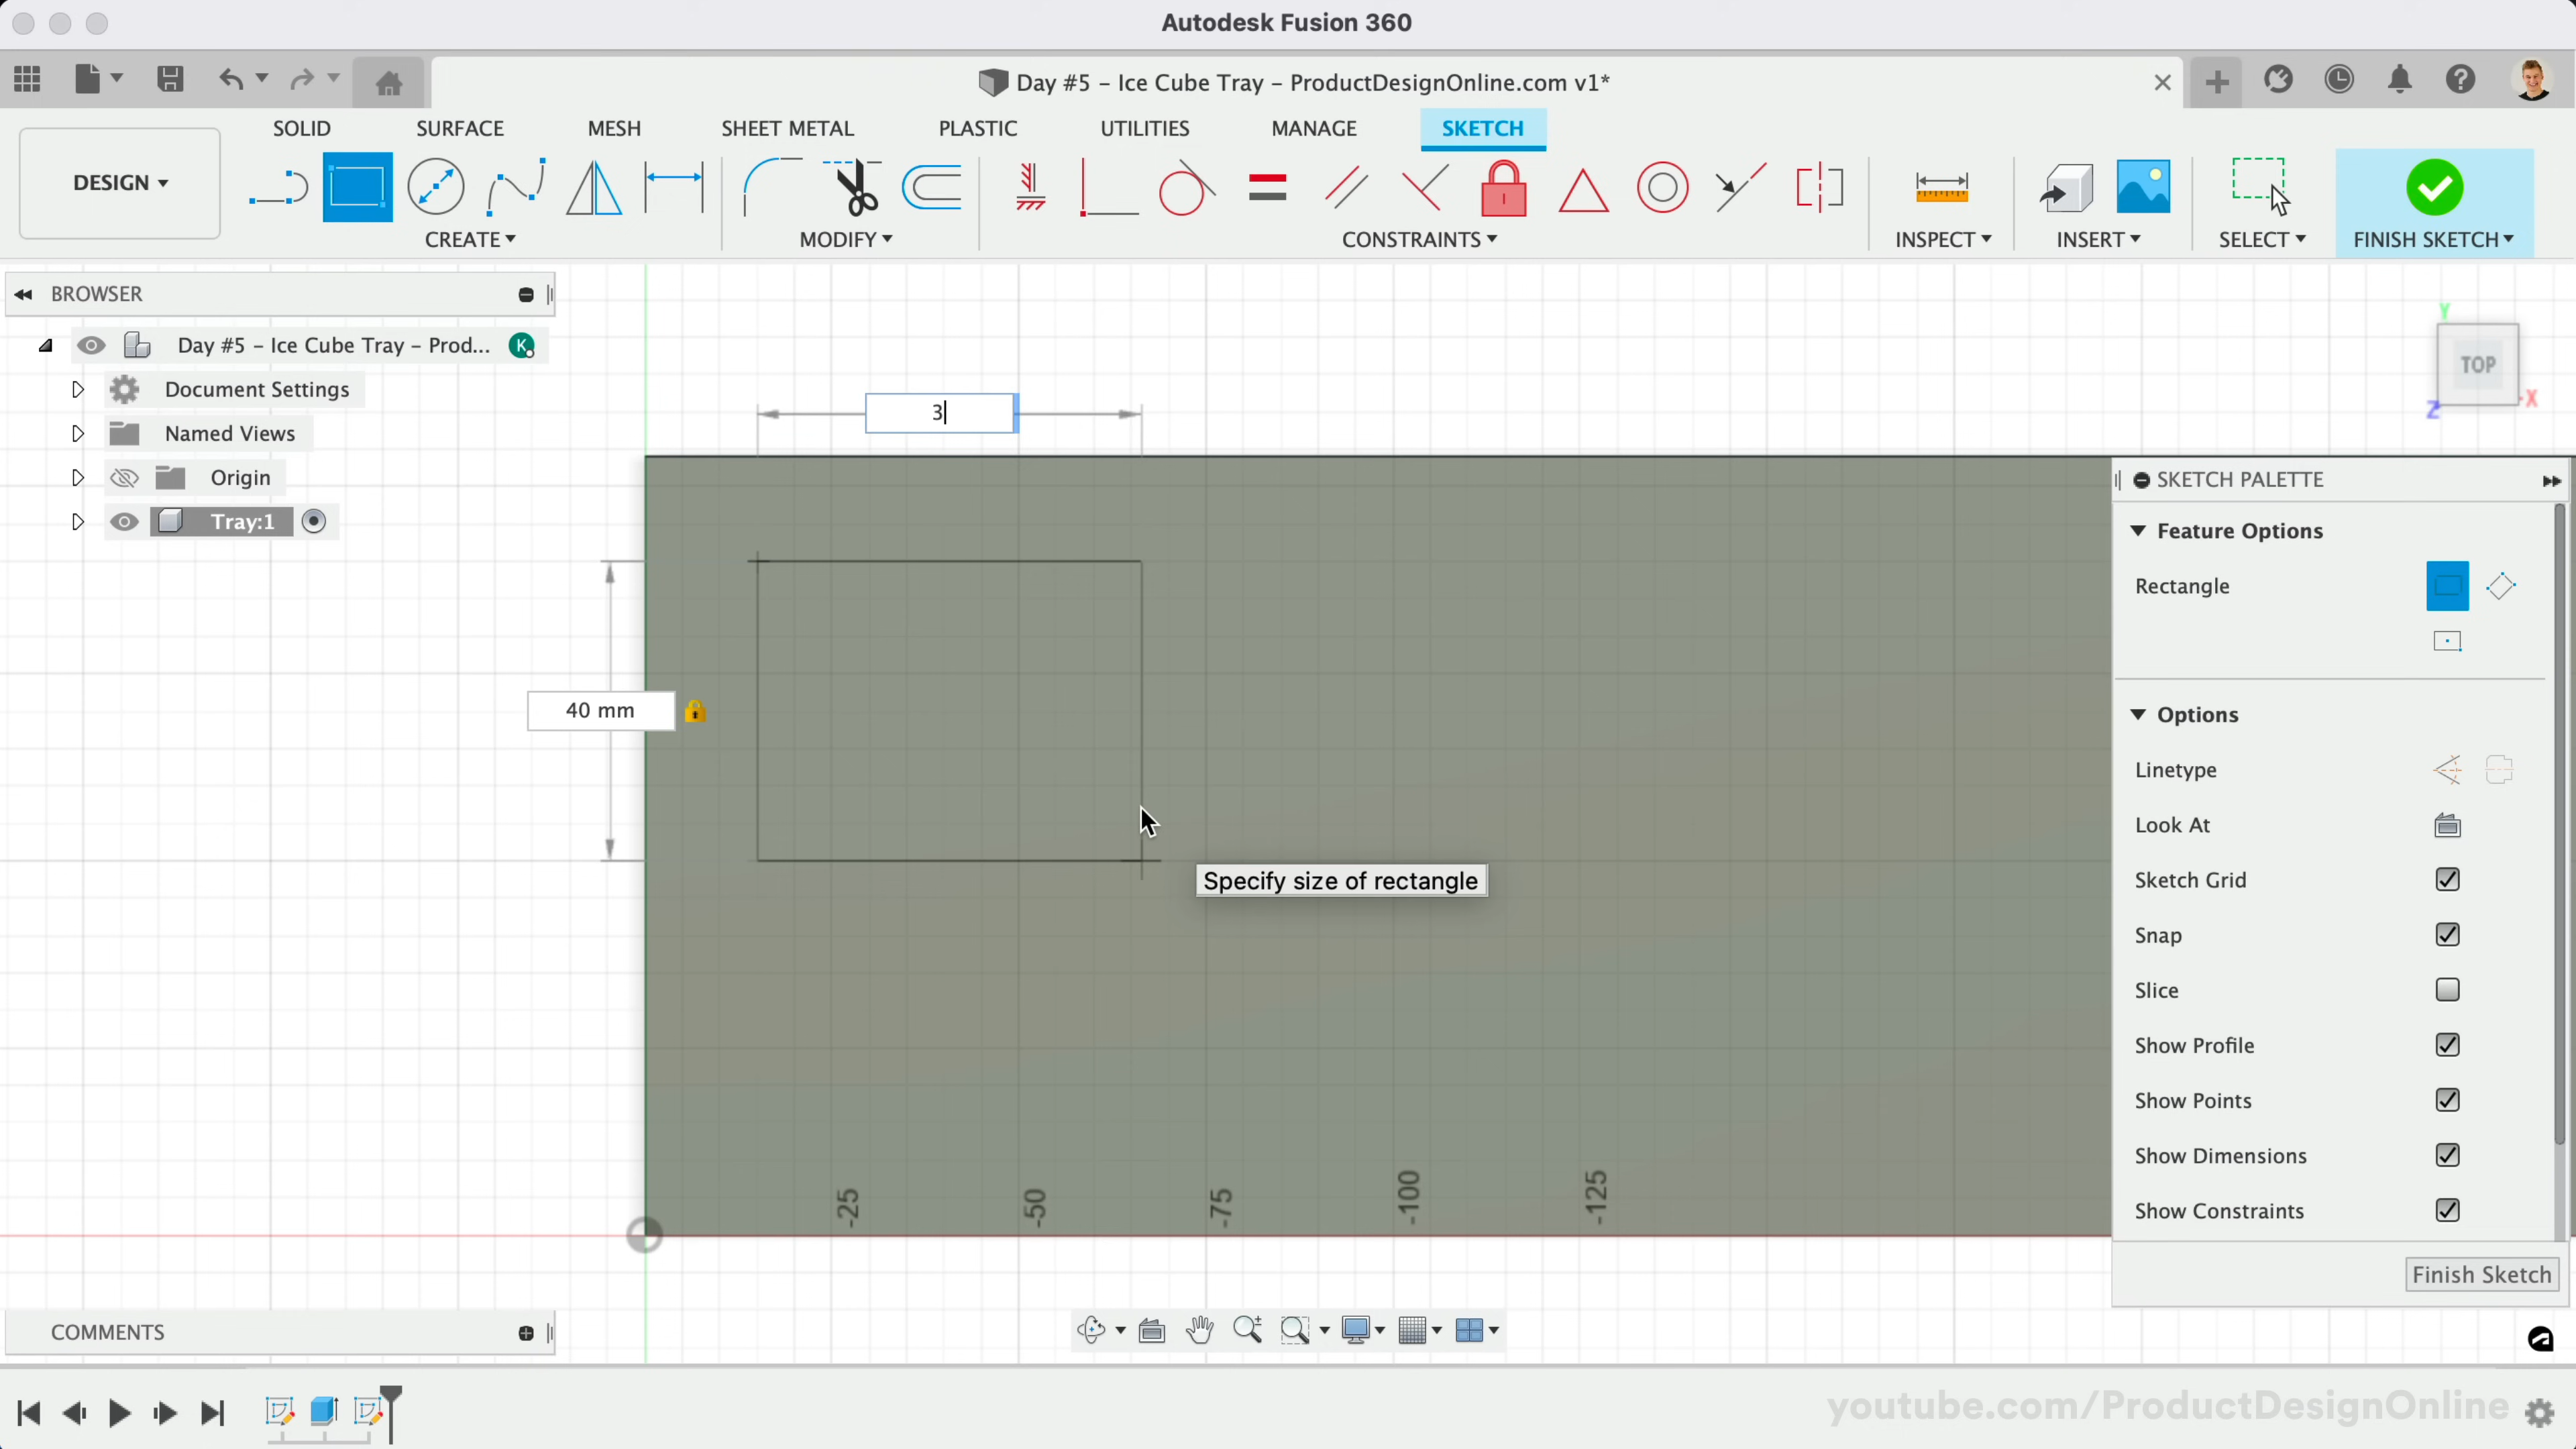 Autodesk Fusion 360
Day #5 – Ice Cube Tray – ProductDesignOnline.com v1*
SOLID SURFACE MESH SHEET METAL PLASTIC UTILITIES MANAGE SKETCH
DESIGN
CREATE MODIFY CONSTRAINTS INSPECT INSERT SELECT FINISH SKETCH
BROWSER
Day #5 – Ice Cube Tray – Prod... K
Document Settings
Named Views
Origin
Tray:1
Y
TOP
X
Z
3
40 mm
Specify size of rectangle
-25 -50 -75 -100 -125
SKETCH PALETTE
Feature Options
Rectangle
Options
Linetype
Look At
Sketch Grid
Snap
Slice
Show Profile
Show Points
Show Dimensions
Show Constraints
Finish Sketch
COMMENTS
youtube.com/ProductDesignOnline